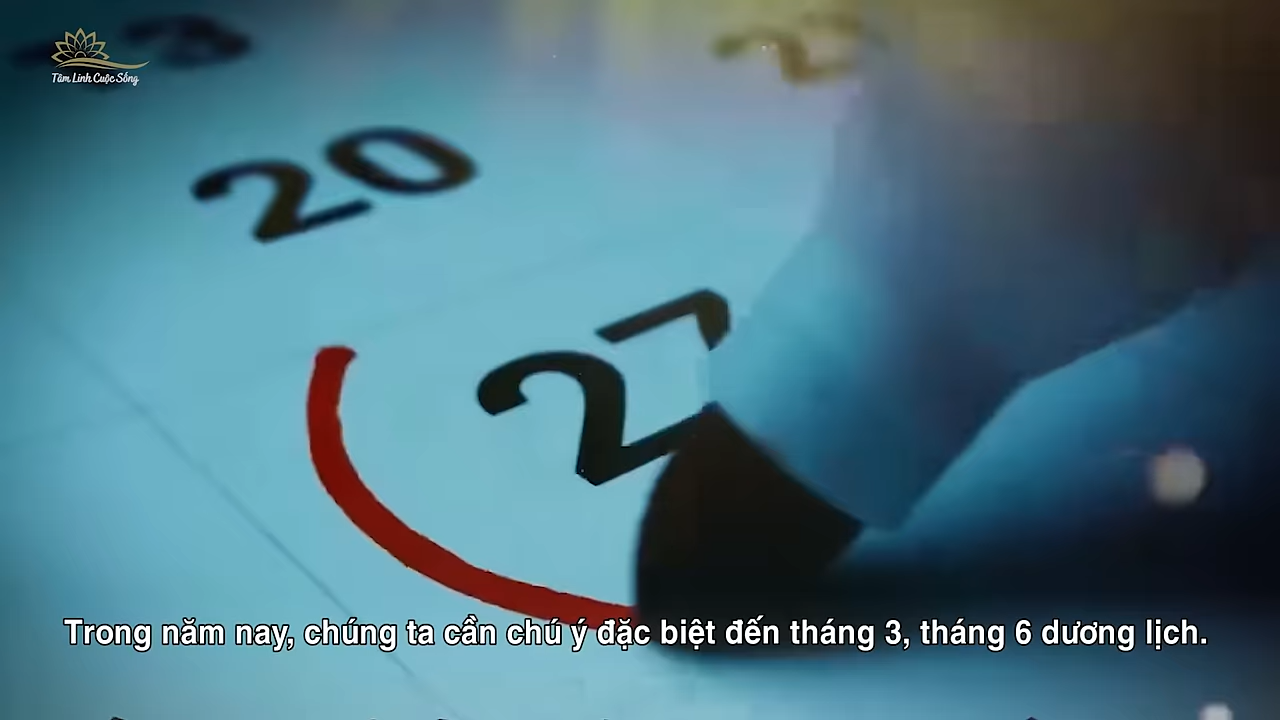 Tâm Linh Cuộc Sống
20
27
Trong năm nay, chúng ta cần chú ý đặc biệt đến tháng 3, tháng 6 dương lịch.